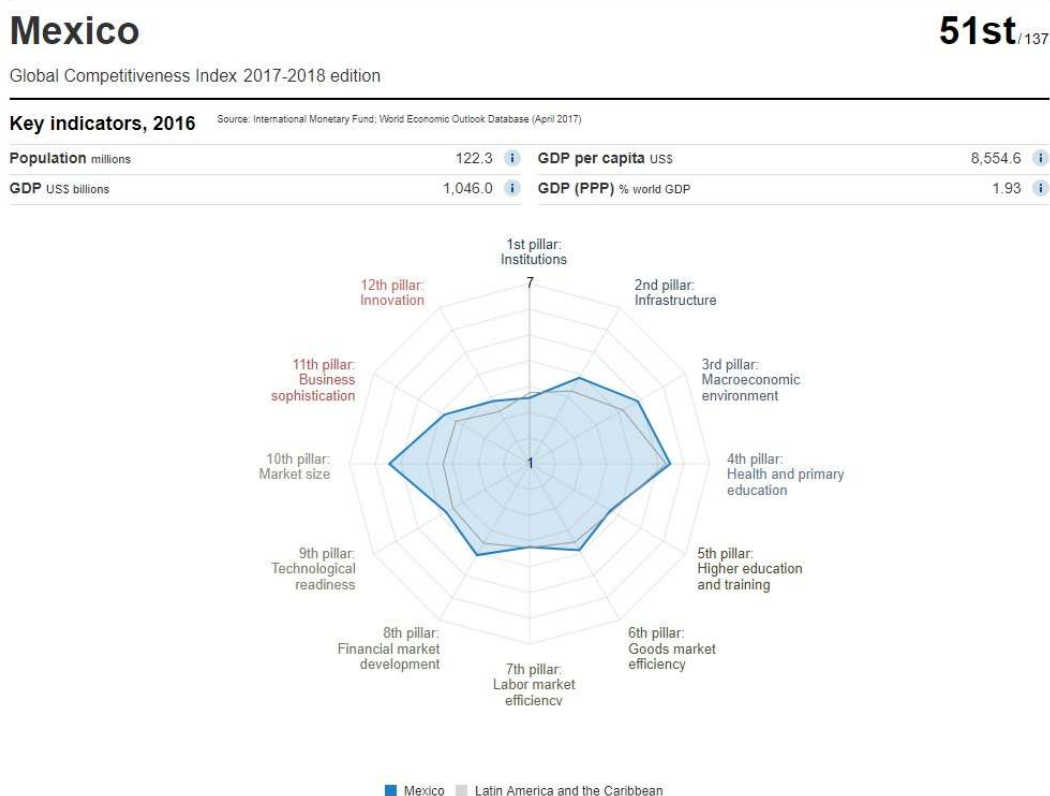 Mexico
51st/137
Global Competitiveness Index 2017-2018 edition
Key indicators, 2016 Source: International Monetary Fund; World Economic Outlook Database (April 2017)
Population millions 122.3 i GDP per capita US$ 8,554.6 i
GDP US$ billions 1,046.0 i GDP (PPP) % world GDP 1.93 i
1st pillar:
Institutions
7
2nd pillar:
Infrastructure
3rd pillar:
Macroeconomic
environment
4th pillar:
Health and primary
education
5th pillar:
Higher education
and training
6th pillar:
Goods market
efficiency
7th pillar:
Labor market
efficiency
8th pillar:
Financial market
development
9th pillar:
Technological
readiness
10th pillar:
Market size
11th pillar:
Business
sophistication
12th pillar:
Innovation
1
Mexico Latin America and the Caribbean